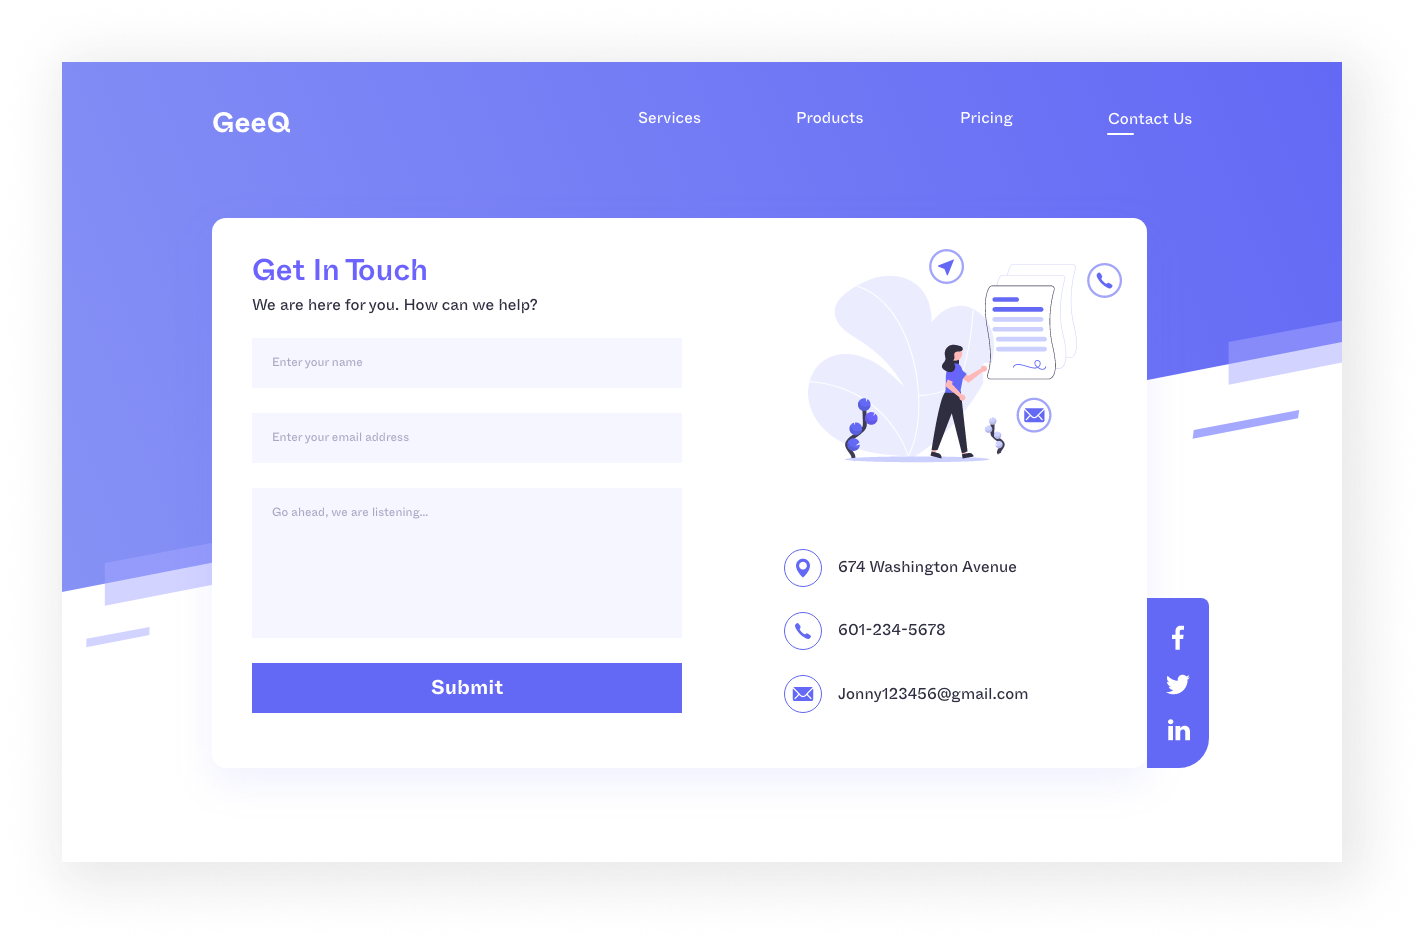 GeeQ
Services
Products
Pricing
Contact Us
Get In Touch
We are here for you. How can we help?
Enter your name
Enter your email address
Go ahead, we are listening...
Submit
674 Washington Avenue
601-234-5678
Jonny123456@gmail.com